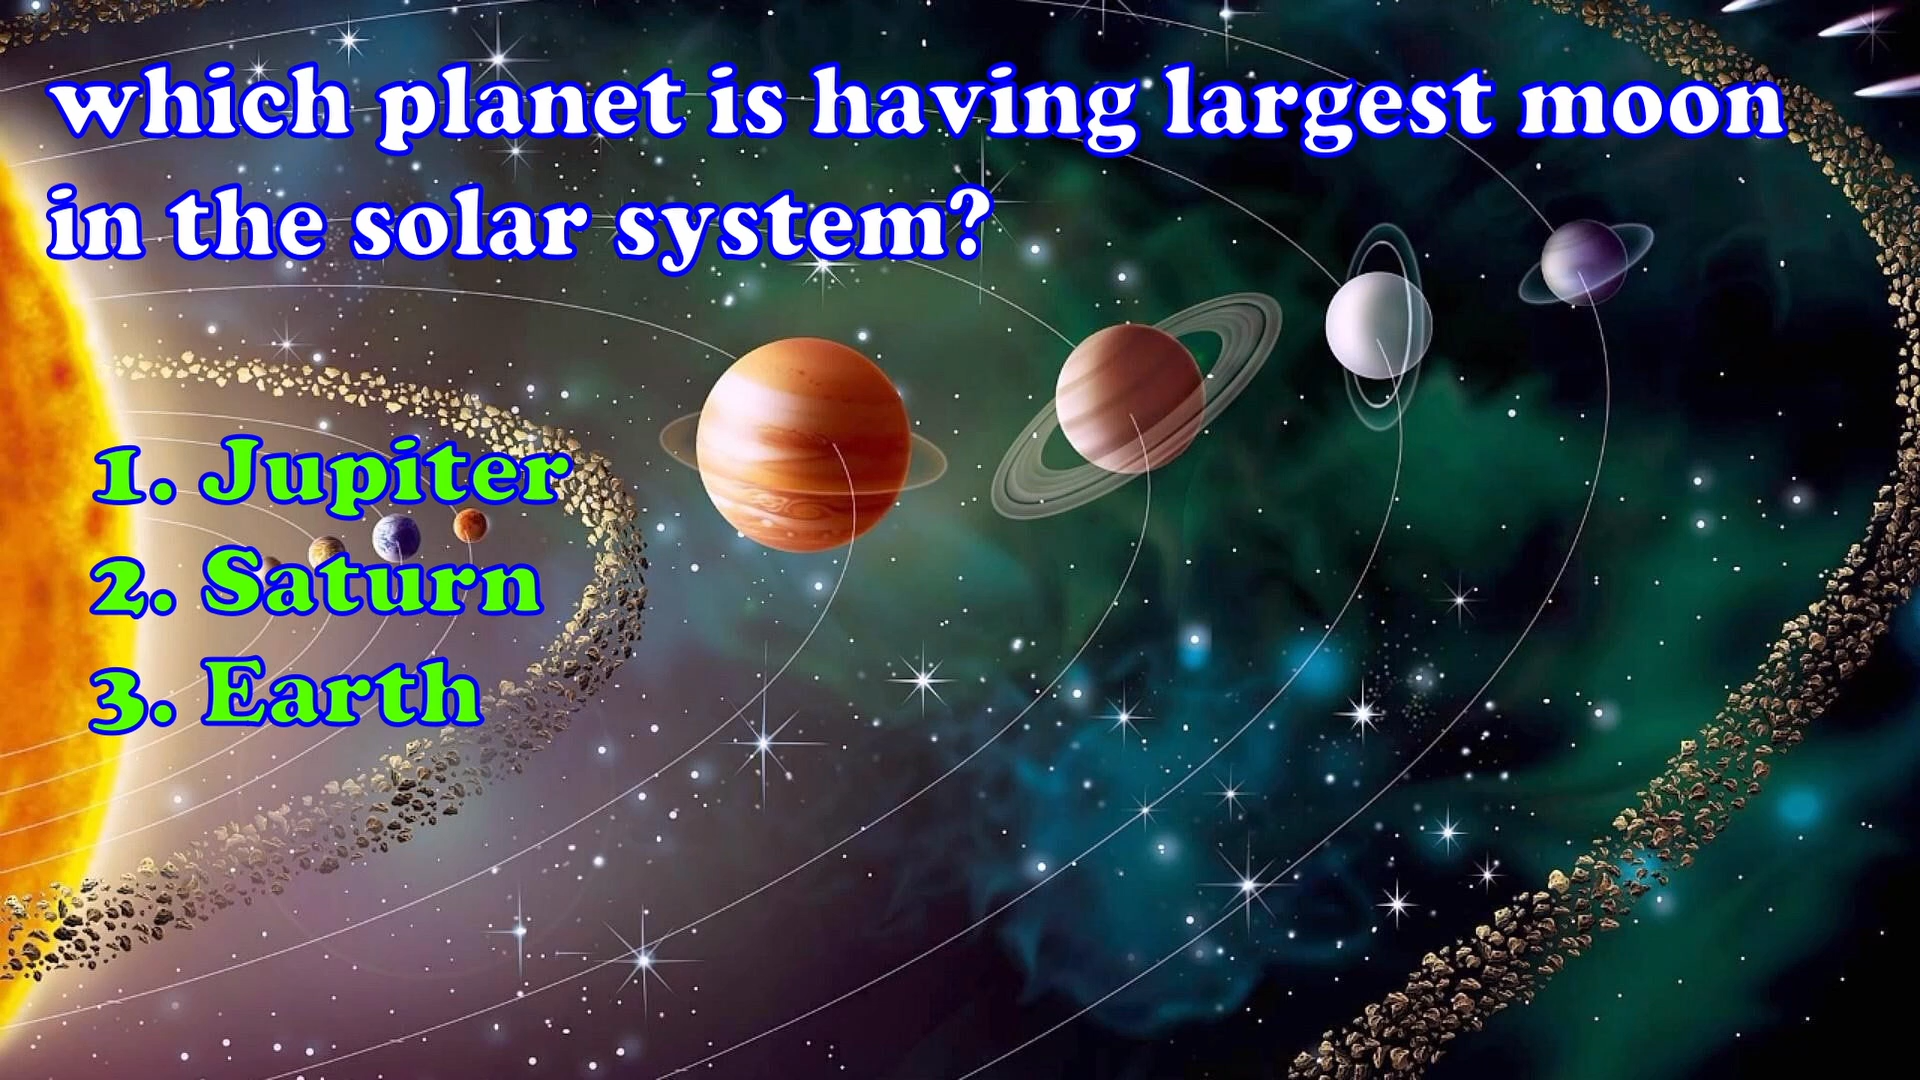 which planet is having largest moon
in the solar system?
1. Jupiter
2. Saturn
3. Earth